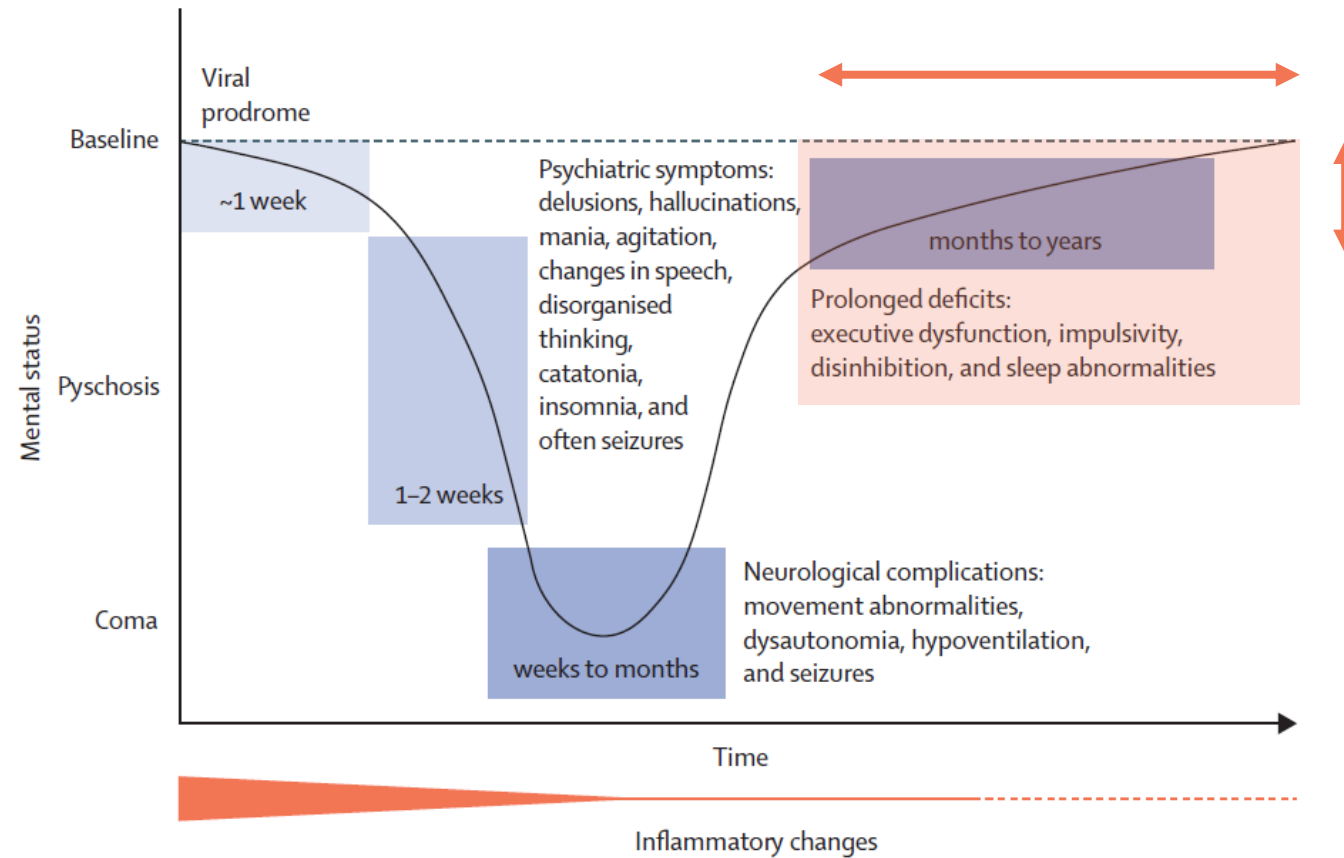 Viral
prodrome
Baseline
~1 week
Psychiatric symptoms:
delusions, hallucinations,
mania, agitation,
changes in speech,
disorganised
thinking,
catatonia,
insomnia, and
often seizures
months to years
Prolonged deficits:
executive dysfunction, impulsivity,
disinhibition, and sleep abnormalities
Mental status
Pyschosis
1–2 weeks
Coma
weeks to months
Neurological complications:
movement abnormalities,
dysautonomia, hypoventilation,
and seizures
Time
Inflammatory changes